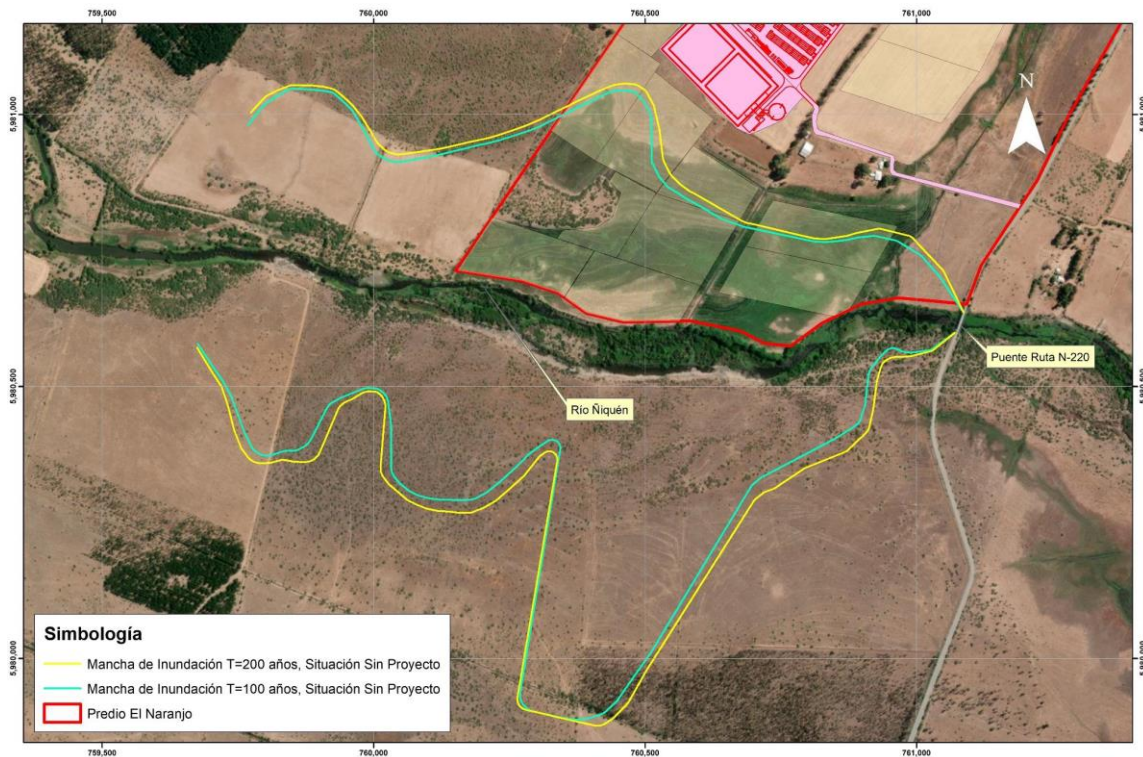 759,500
760,000
760,500
761,000
5,981,000
5,981,000
N
Puente Ruta N-220
5,980,500
5,980,500
Río Ñiquén
5,980,000
5,980,000
Simbología
Mancha de Inundación T=200 años, Situación Sin Proyecto
Mancha de Inundación T=100 años, Situación Sin Proyecto
Predio El Naranjo
759,500
760,000
760,500
761,000